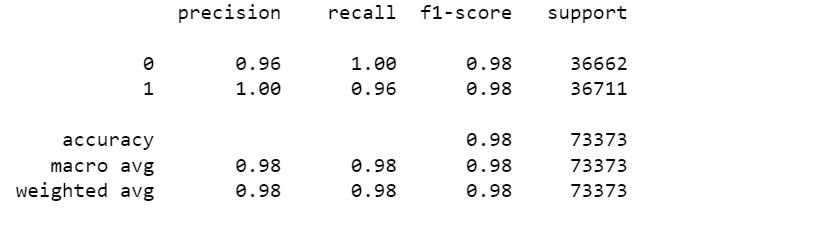 precision recall f1-score support
0 0.96 1.00 0.98 36662
1 1.00 0.96 0.98 36711
accuracy 0.98 73373
macro avg 0.98 0.98 0.98 73373
weighted avg 0.98 0.98 0.98 73373